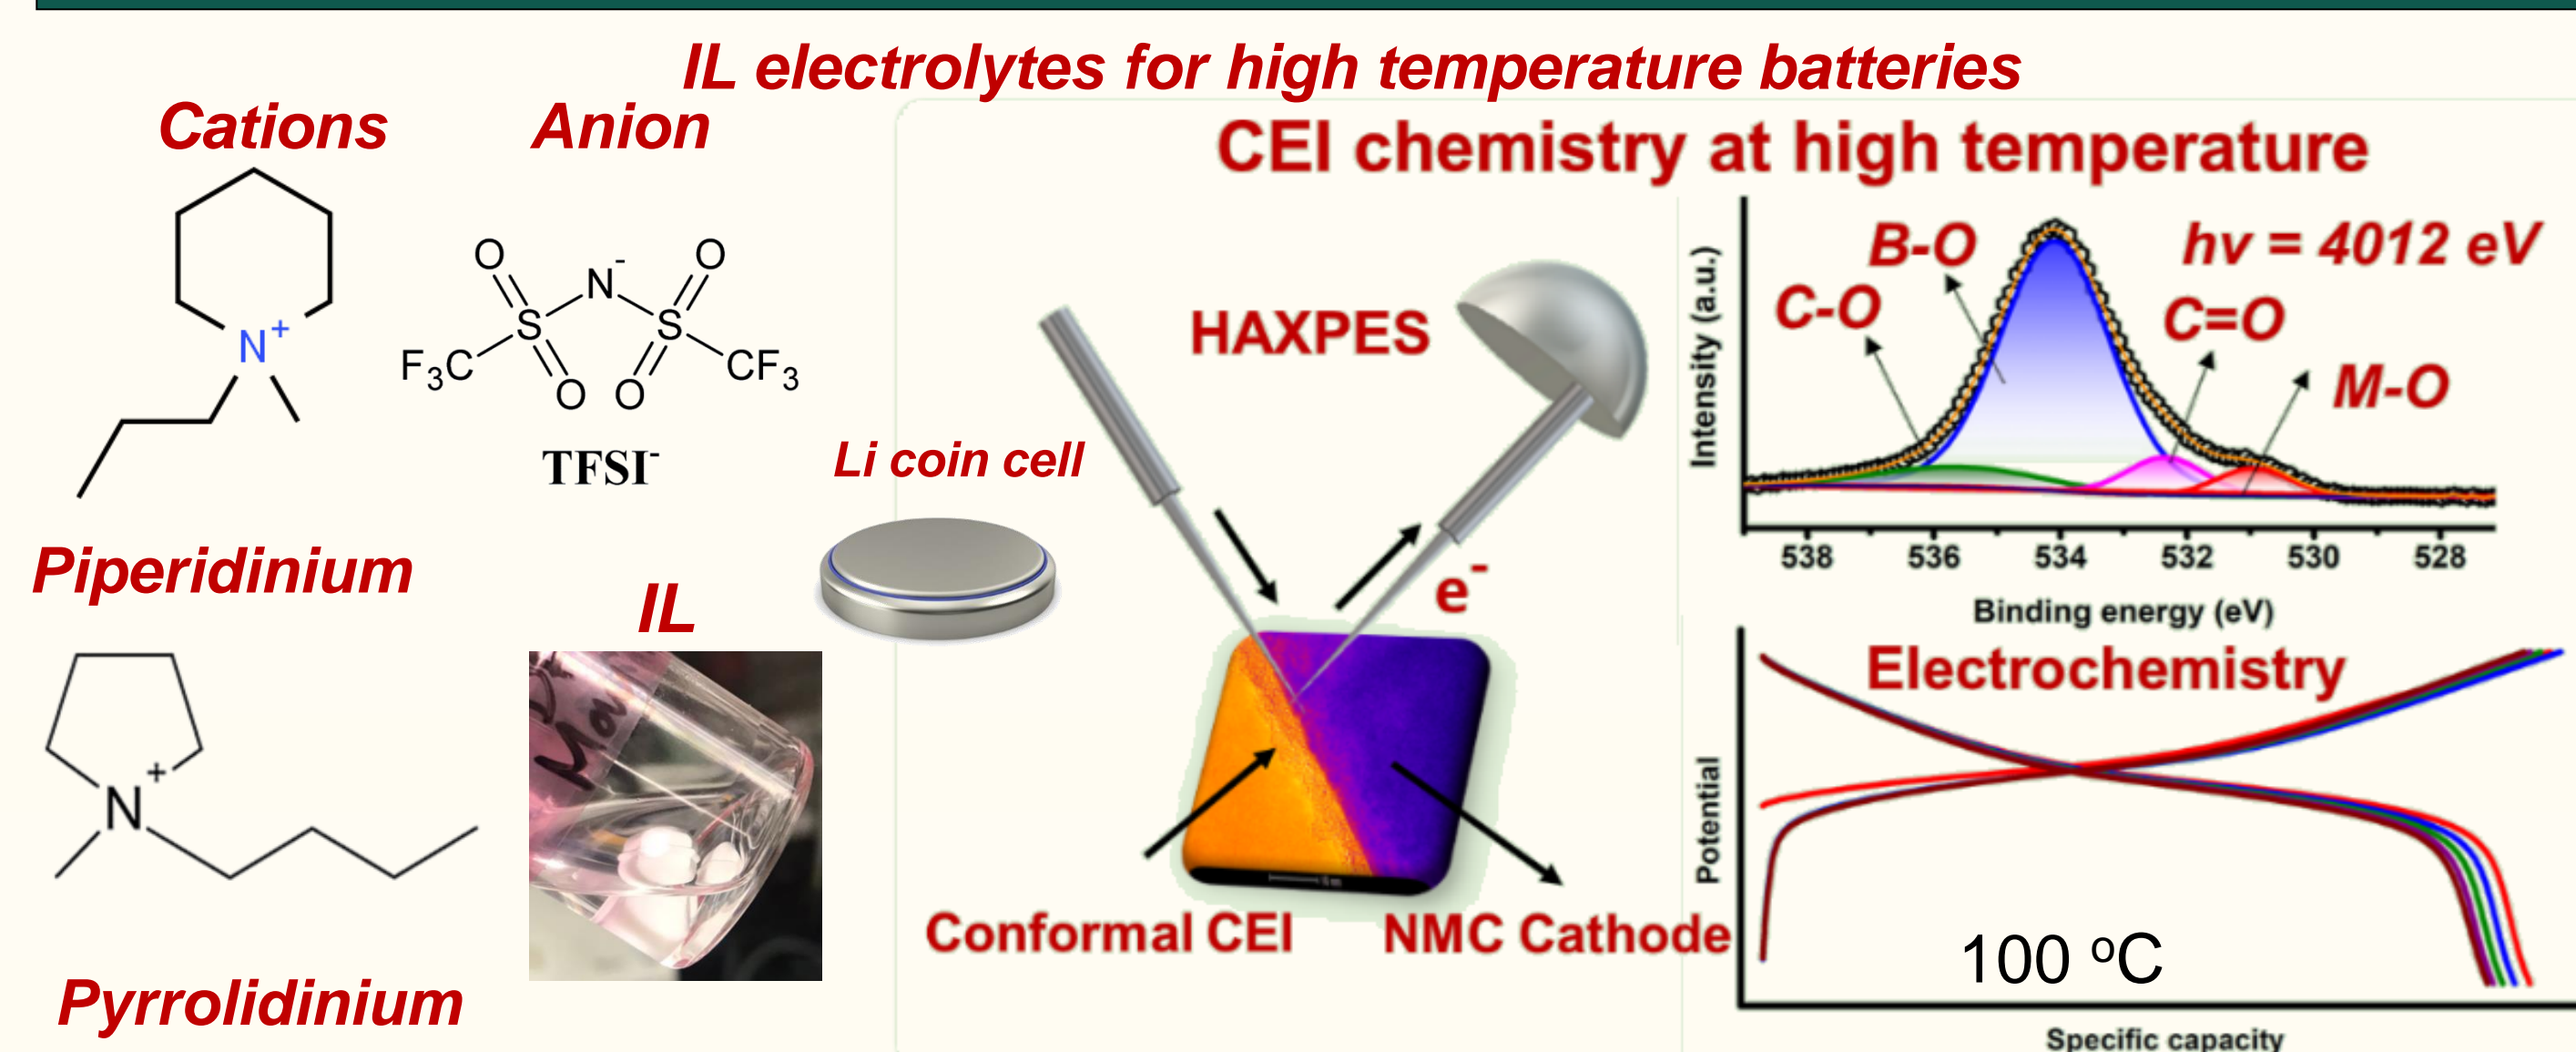 IL electrolytes for high temperature batteries
Cations
Anion
N+
O
O
N-
S
S
F3C
CF3
O
O
TFSI-
Piperidinium
N+
Pyrrolidinium
IL
Li coin cell
CEI chemistry at high temperature
HAXPES
e-
Conformal CEI
NMC Cathode
Intensity (a.u.)
B-O
hv = 4012 eV
C-O
C=O
M-O
538
536
534
532
530
528
Binding energy (eV)
Electrochemistry
Potential
100 oC
Specific capacity